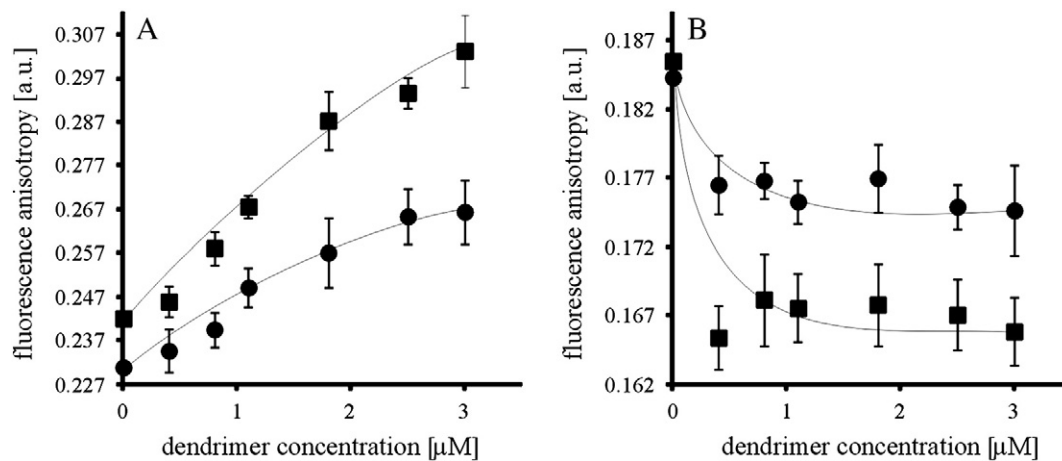 A
fluorescence anisotropy [a.u.]
0.307
0.297
0.287
0.277
0.267
0.257
0.247
0.237
0.227
0 1 2 3
dendrimer concentration [μM]
B
fluorescence anisotropy [a.u.]
0.187
0.182
0.177
0.172
0.167
0.162
0 1 2 3
dendrimer concentration [μM]